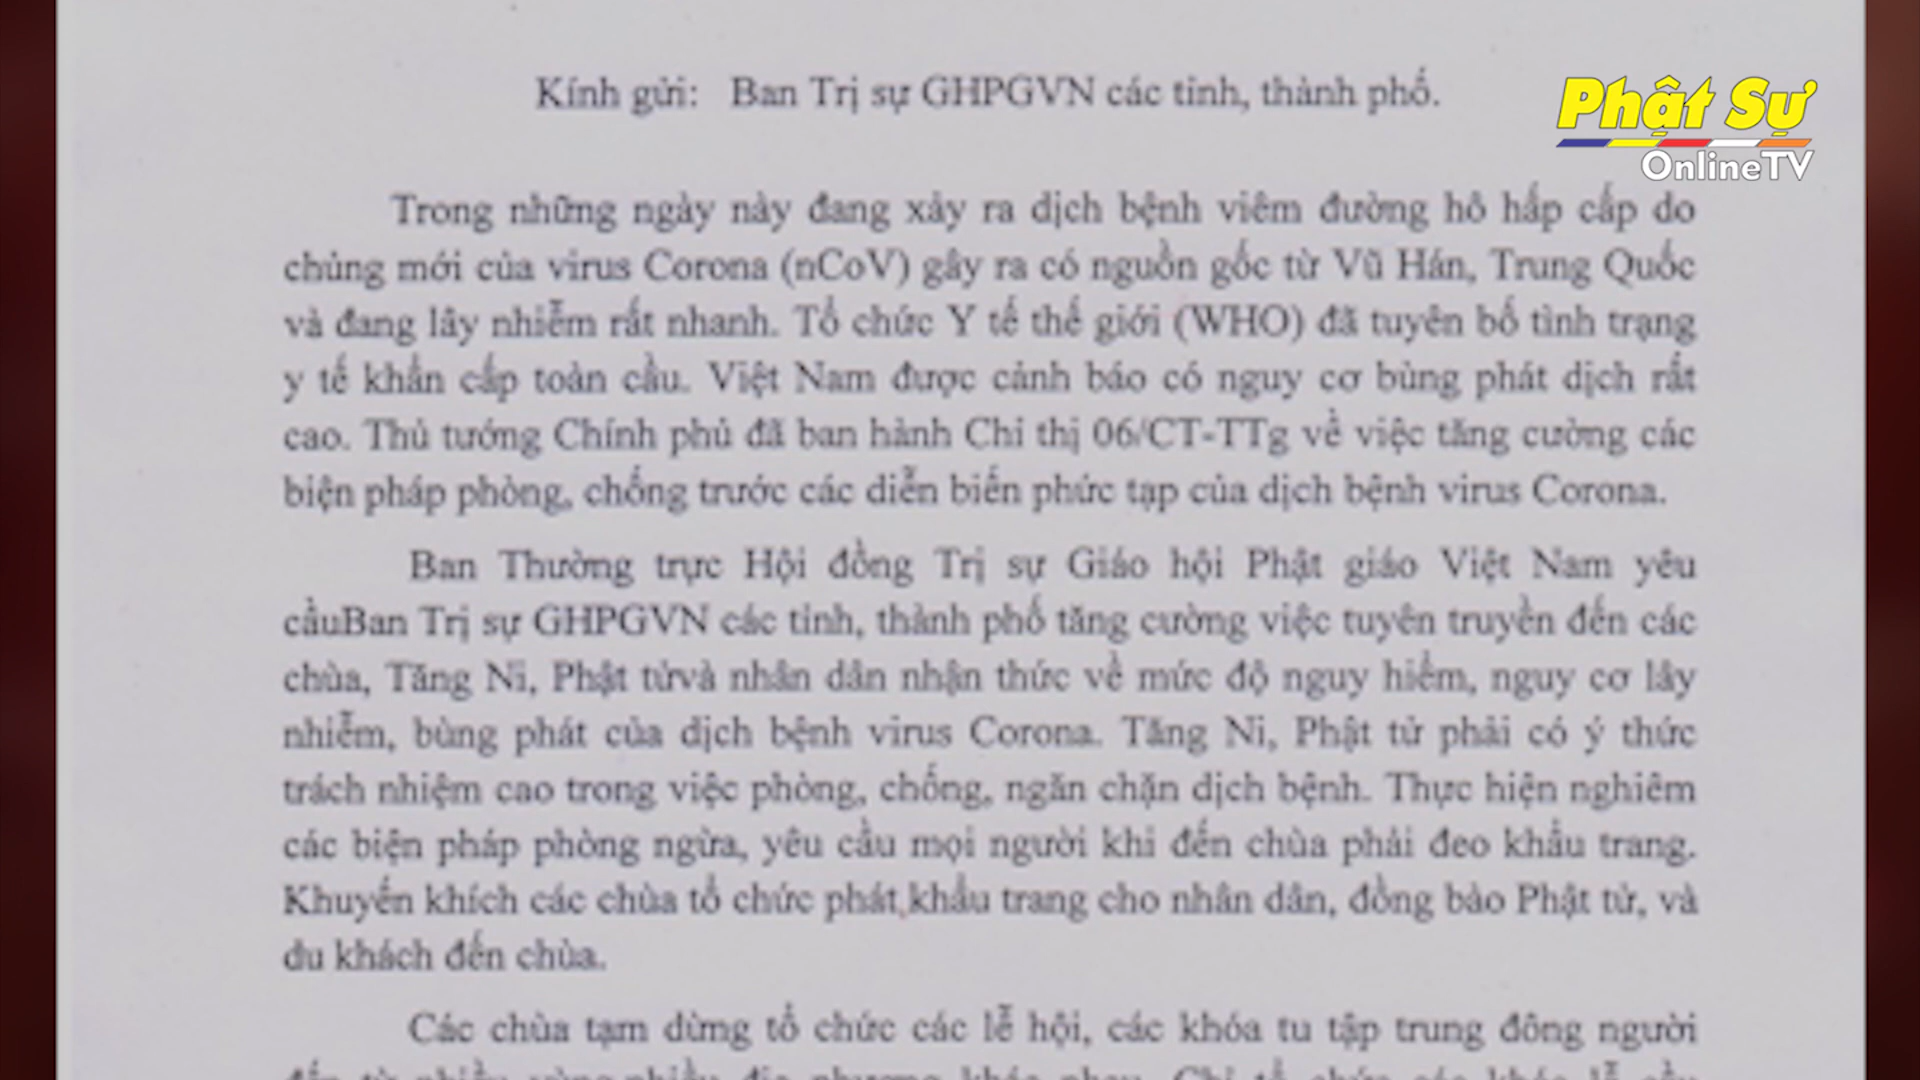 Kính gửi: Ban Trị sự GHPGVN các tỉnh, thành phố.
Phật Sự
OnlineTV
Trong những ngày này đang xảy ra dịch bệnh viêm đường hô hấp cấp do
chủng mới của virus Corona (nCoV) gây ra có nguồn gốc từ Vũ Hán, Trung Quốc
và đang lây nhiễm rất nhanh. Tổ chức Y tế thế giới (WHO) đã tuyên bố tình trạng
y tế khẩn cấp toàn cầu. Việt Nam được cảnh báo có nguy cơ bùng phát dịch rất
cao. Thủ tướng Chính phủ đã ban hành Chỉ thị 06/CT-TTg về việc tăng cường các
biện pháp phòng, chống trước các diễn biến phức tạp của dịch bệnh virus Corona.
Ban Thường trực Hội đồng Trị sự Giáo hội Phật giáo Việt Nam yêu
cầuBan Trị sự GHPGVN các tỉnh, thành phố tăng cường việc tuyên truyền đến các
chùa, Tăng Ni, Phật tửvà nhân dân nhận thức về mức độ nguy hiểm, nguy cơ lây
nhiễm, bùng phát của dịch bệnh virus Corona. Tăng Ni, Phật tử phải có ý thức
trách nhiệm cao trong việc phòng, chống, ngăn chặn dịch bệnh. Thực hiện nghiêm
các biện pháp phòng ngừa, yêu cầu mọi người khi đến chùa phải đeo khẩu trang.
Khuyến khích các chùa tổ chức phát khẩu trang cho nhân dân, đồng bào Phật tử, và
du khách đến chùa.
Các chùa tạm dừng tổ chức các lễ hội, các khóa tu tập trung đông người